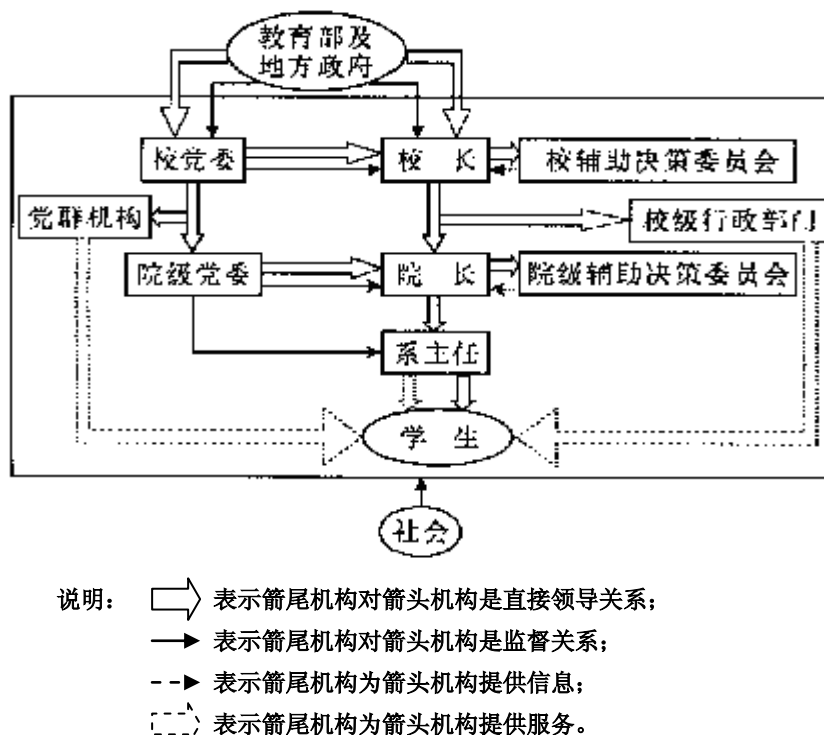 教育部及
地方政府
校党委
校 长
校辅助决策委员会
党群机构
校级行政部门
院级党委
院 长
院级辅助决策委员会
系主任
学 生
社会
说明：
表示箭尾机构对箭头机构是直接领导关系；
表示箭尾机构对箭头机构是监督关系；
表示箭尾机构为箭头机构提供信息；
表示箭尾机构为箭头机构提供服务。